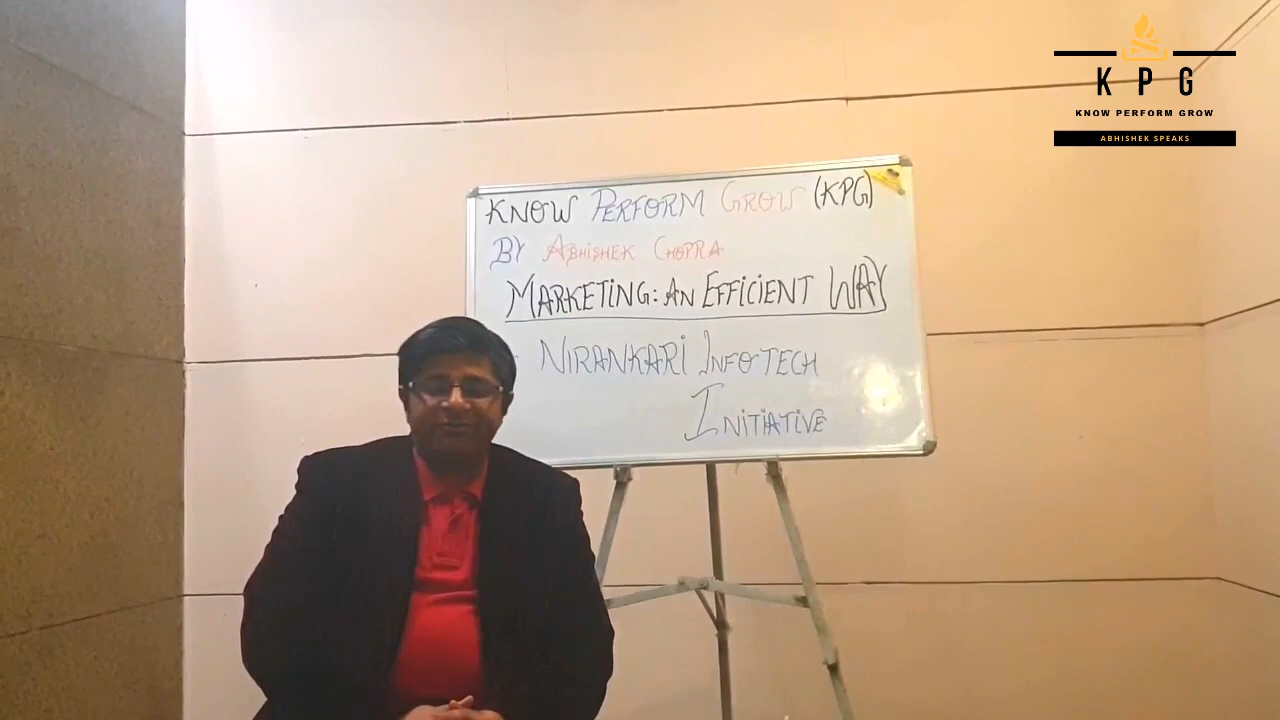 K P G
KNOW PERFORM GROW
ABHISHEK SPEAKS
KNOW PERFORM GROW (KPG)
BY ABHISHEK CHOPRA
MARKETING: AN EFFICIENT WAY
NIRANKARI INFOTECH
INITIATIVE